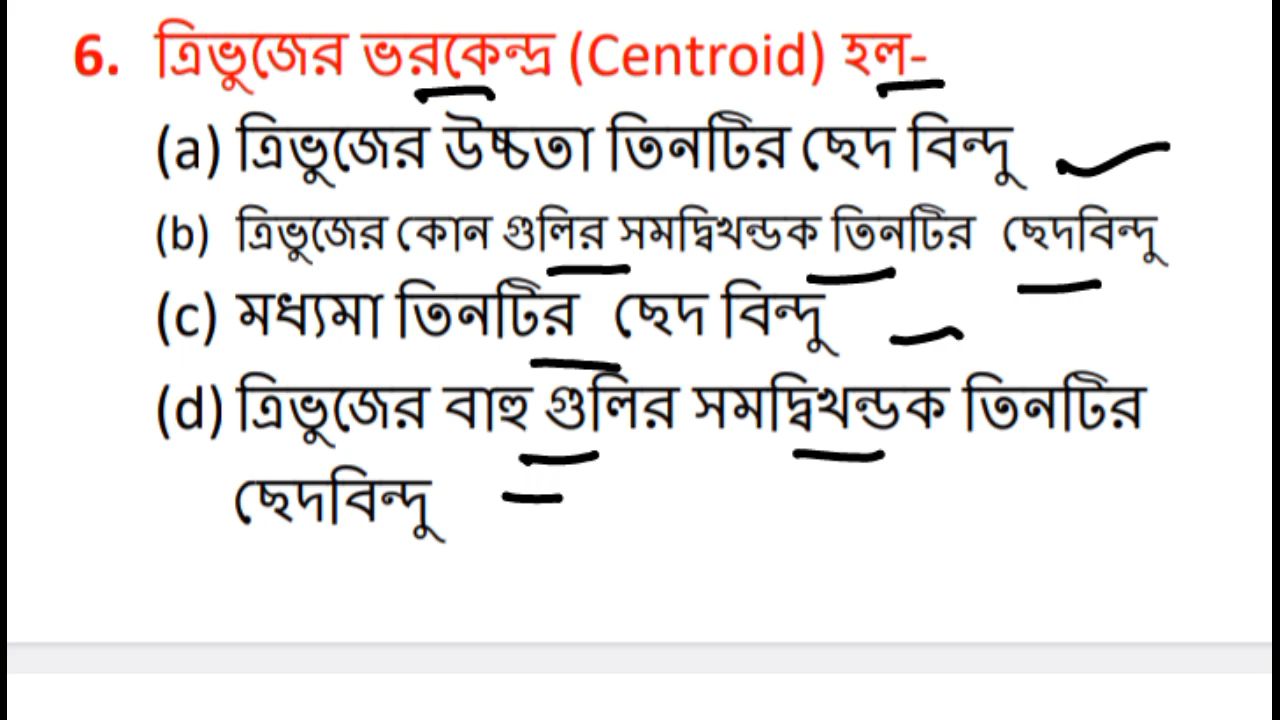 6. ত্রিভুজের ভরকেন্দ্র (Centroid) হল-
(a) ত্রিভুজের উচ্চতা তিনটির ছেদ বিন্দু
(b) ত্রিভুজের কোন গুলির সমদ্বিখন্ডক তিনটির ছেদবিন্দু
(c) মধ্যমা তিনটির ছেদ বিন্দু
(d) ত্রিভুজের বাহু গুলির সমদ্বিখন্ডক তিনটির
ছেদবিন্দু